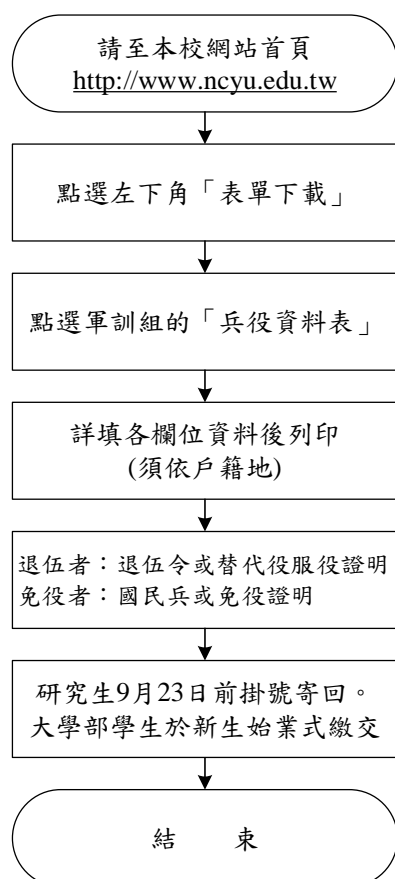 請至本校網站首頁
http://www.ncyu.edu.tw
點選左下角「表單下載」
點選軍訓組的「兵役資料表」
詳填各欄位資料後列印
(須依戶籍地)
退伍者：退伍令或替代役服役證明
免役者：國民兵或免役證明
研究生9月23日前掛號寄回。
大學部學生於新生始業式繳交
結　　束